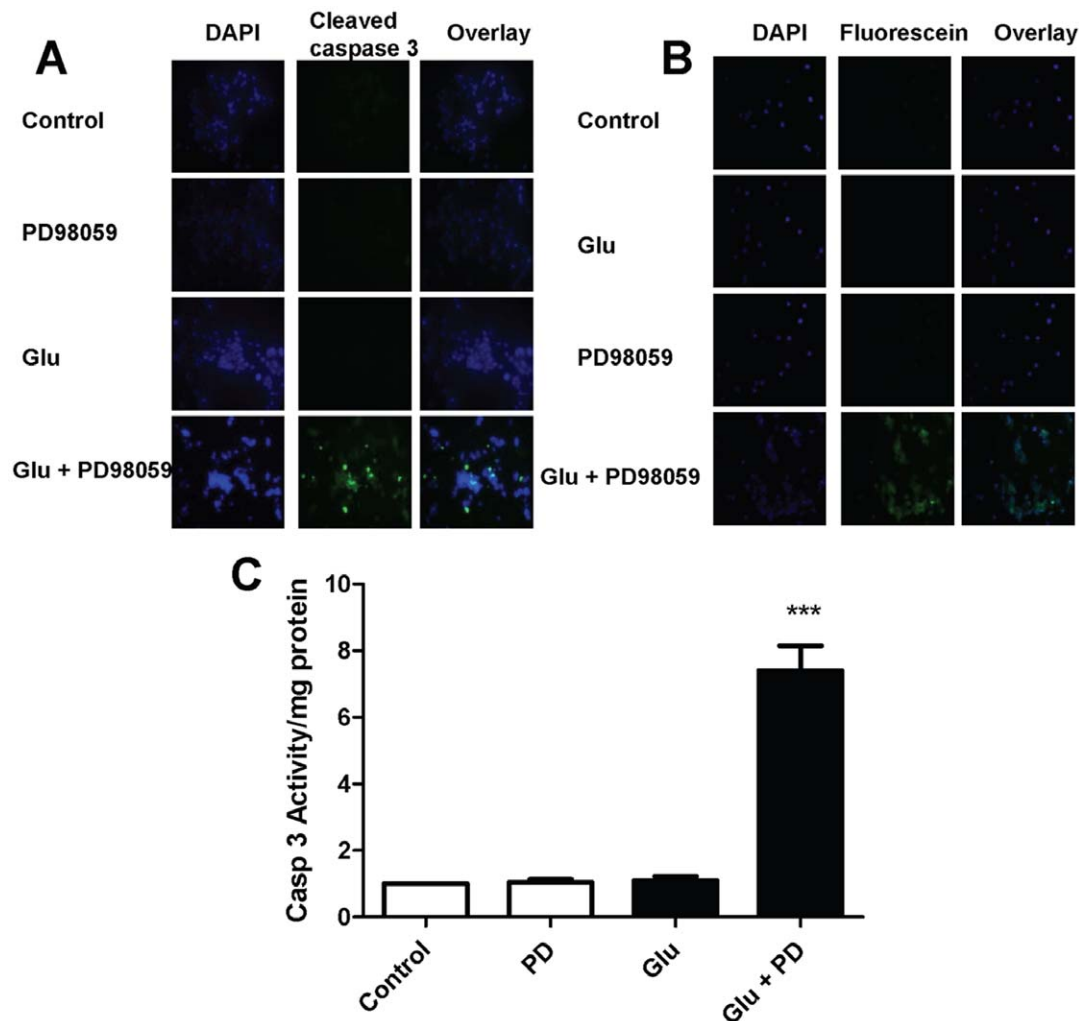 A
DAPI Cleaved caspase 3 Overlay
Control
PD98059
Glu
Glu + PD98059
B
DAPI Fluorescein Overlay
Control
Glu
PD98059
Glu + PD98059
C
Casp 3 Activity/mg protein
10
8
6
4
2
0
***
Control PD Glu Glu + PD